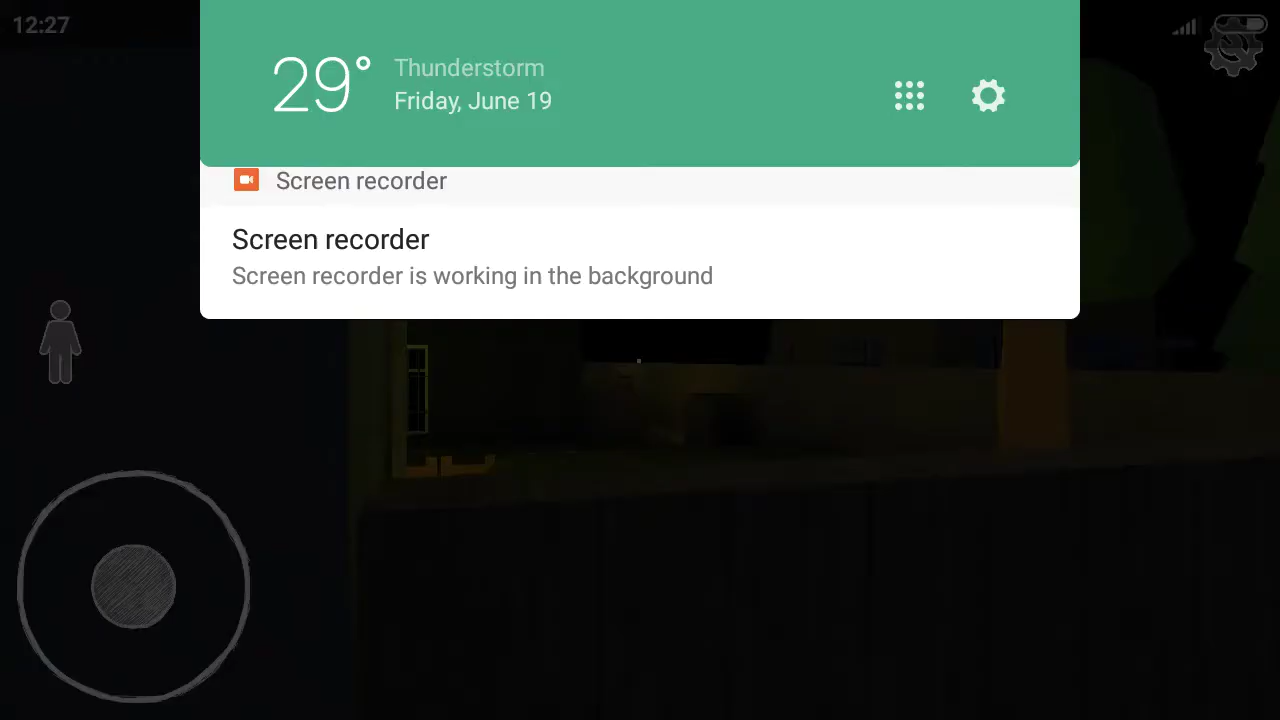 12:27
29°
Thunderstorm
Friday, June 19
Screen recorder
Screen recorder
Screen recorder is working in the background